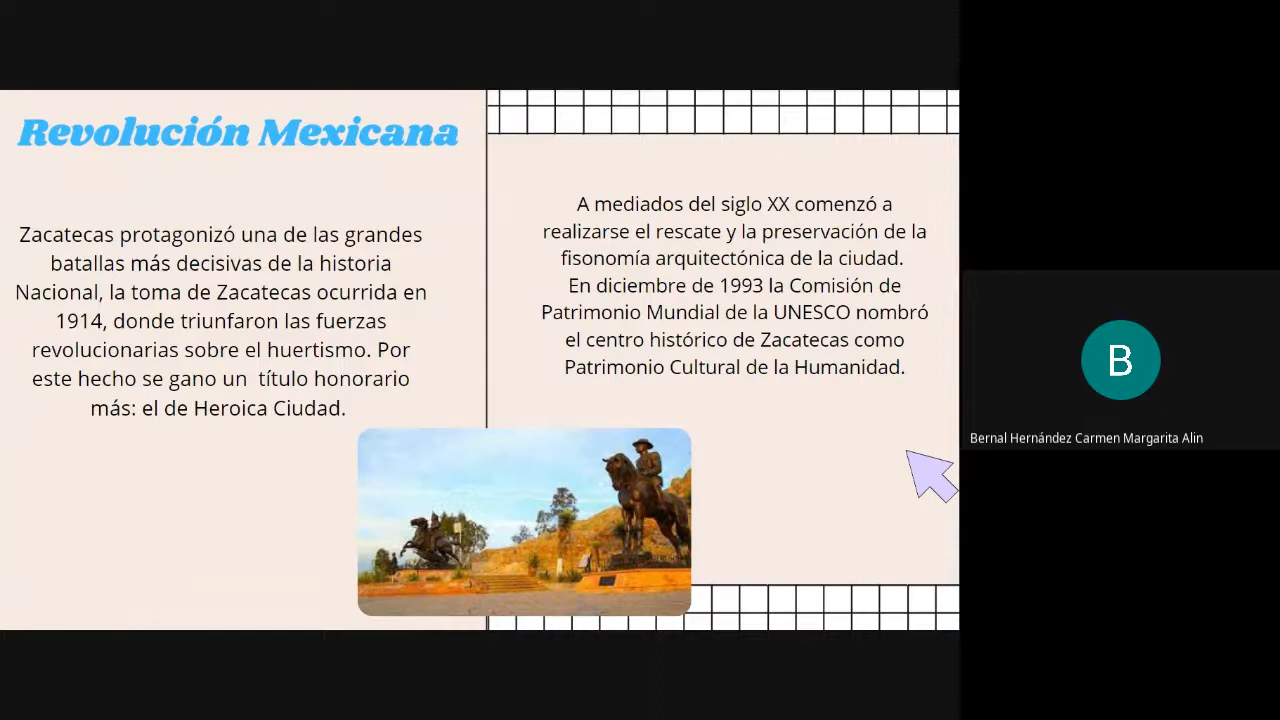 Revolución Mexicana
Zacatecas protagonizó una de las grandes
batallas más decisivas de la historia
Nacional, la toma de Zacatecas ocurrida en
1914, donde triunfaron las fuerzas
revolucionarias sobre el huertismo. Por
este hecho se gano un  título honorario
más: el de Heroica Ciudad.
A mediados del siglo XX comenzó a
realizarse el rescate y la preservación de la
fisonomía arquitectónica de la ciudad.
En diciembre de 1993 la Comisión de
Patrimonio Mundial de la UNESCO nombró
el centro histórico de Zacatecas como
Patrimonio Cultural de la Humanidad.
B
Bernal Hernández Carmen Margarita Alin